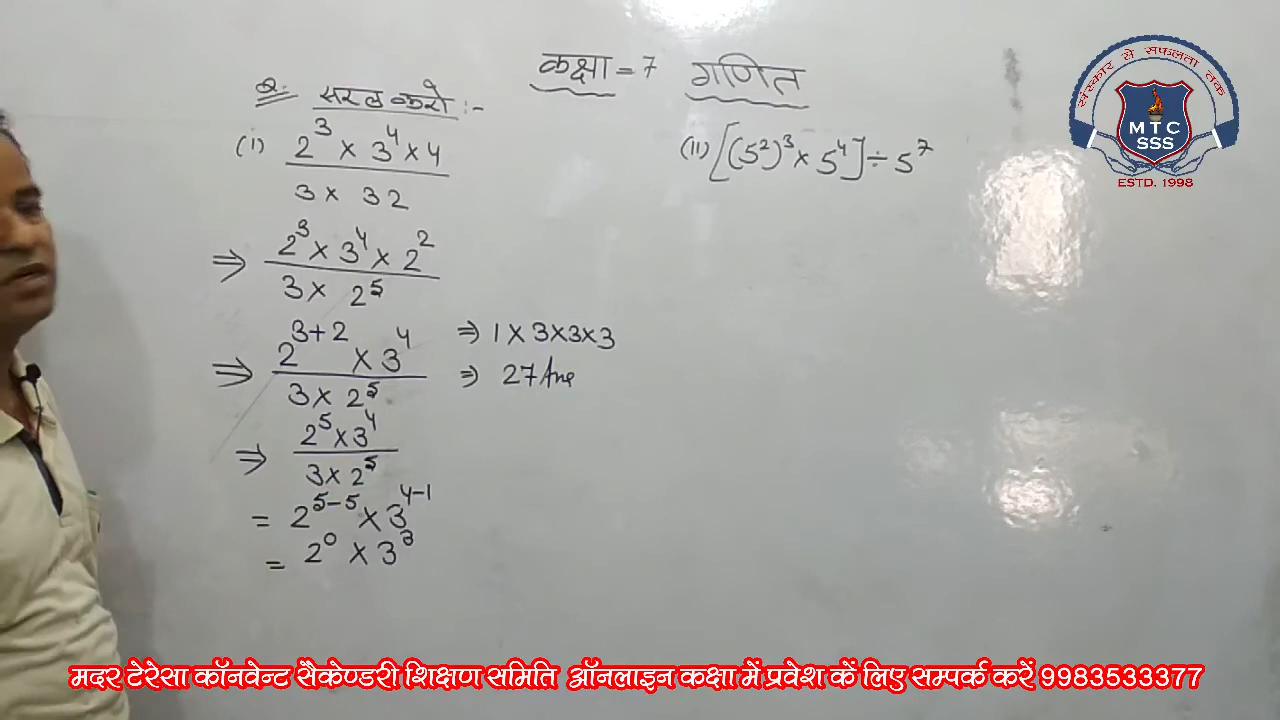 कक्षा = 7 गणित
Q. सरल करो :-
(i) 2³ × 3⁴ × 4
3 × 32
⇒ 2³ × 3⁴ × 2²
3 × 2⁵
⇒ 2³⁺² × 3⁴
3 × 2⁵
⇒ 2⁵ × 3⁴
3 × 2⁵
= 2⁵⁻⁵ × 3⁴⁻¹
= 2⁰ × 3³
⇒ 1 × 3 × 3 × 3
⇒ 27 Ans
(ii) [(5²)³ × 5⁴] ÷ 5⁷
संस्कार से सफलता तक
MTC
SSS
ESTD. 1998
मदर टेरेसा कॉनवेन्ट सैकेण्डरी शिक्षण समिति ऑनलाइन कक्षा में प्रवेश कें लिए सम्पर्क करें 9983533377